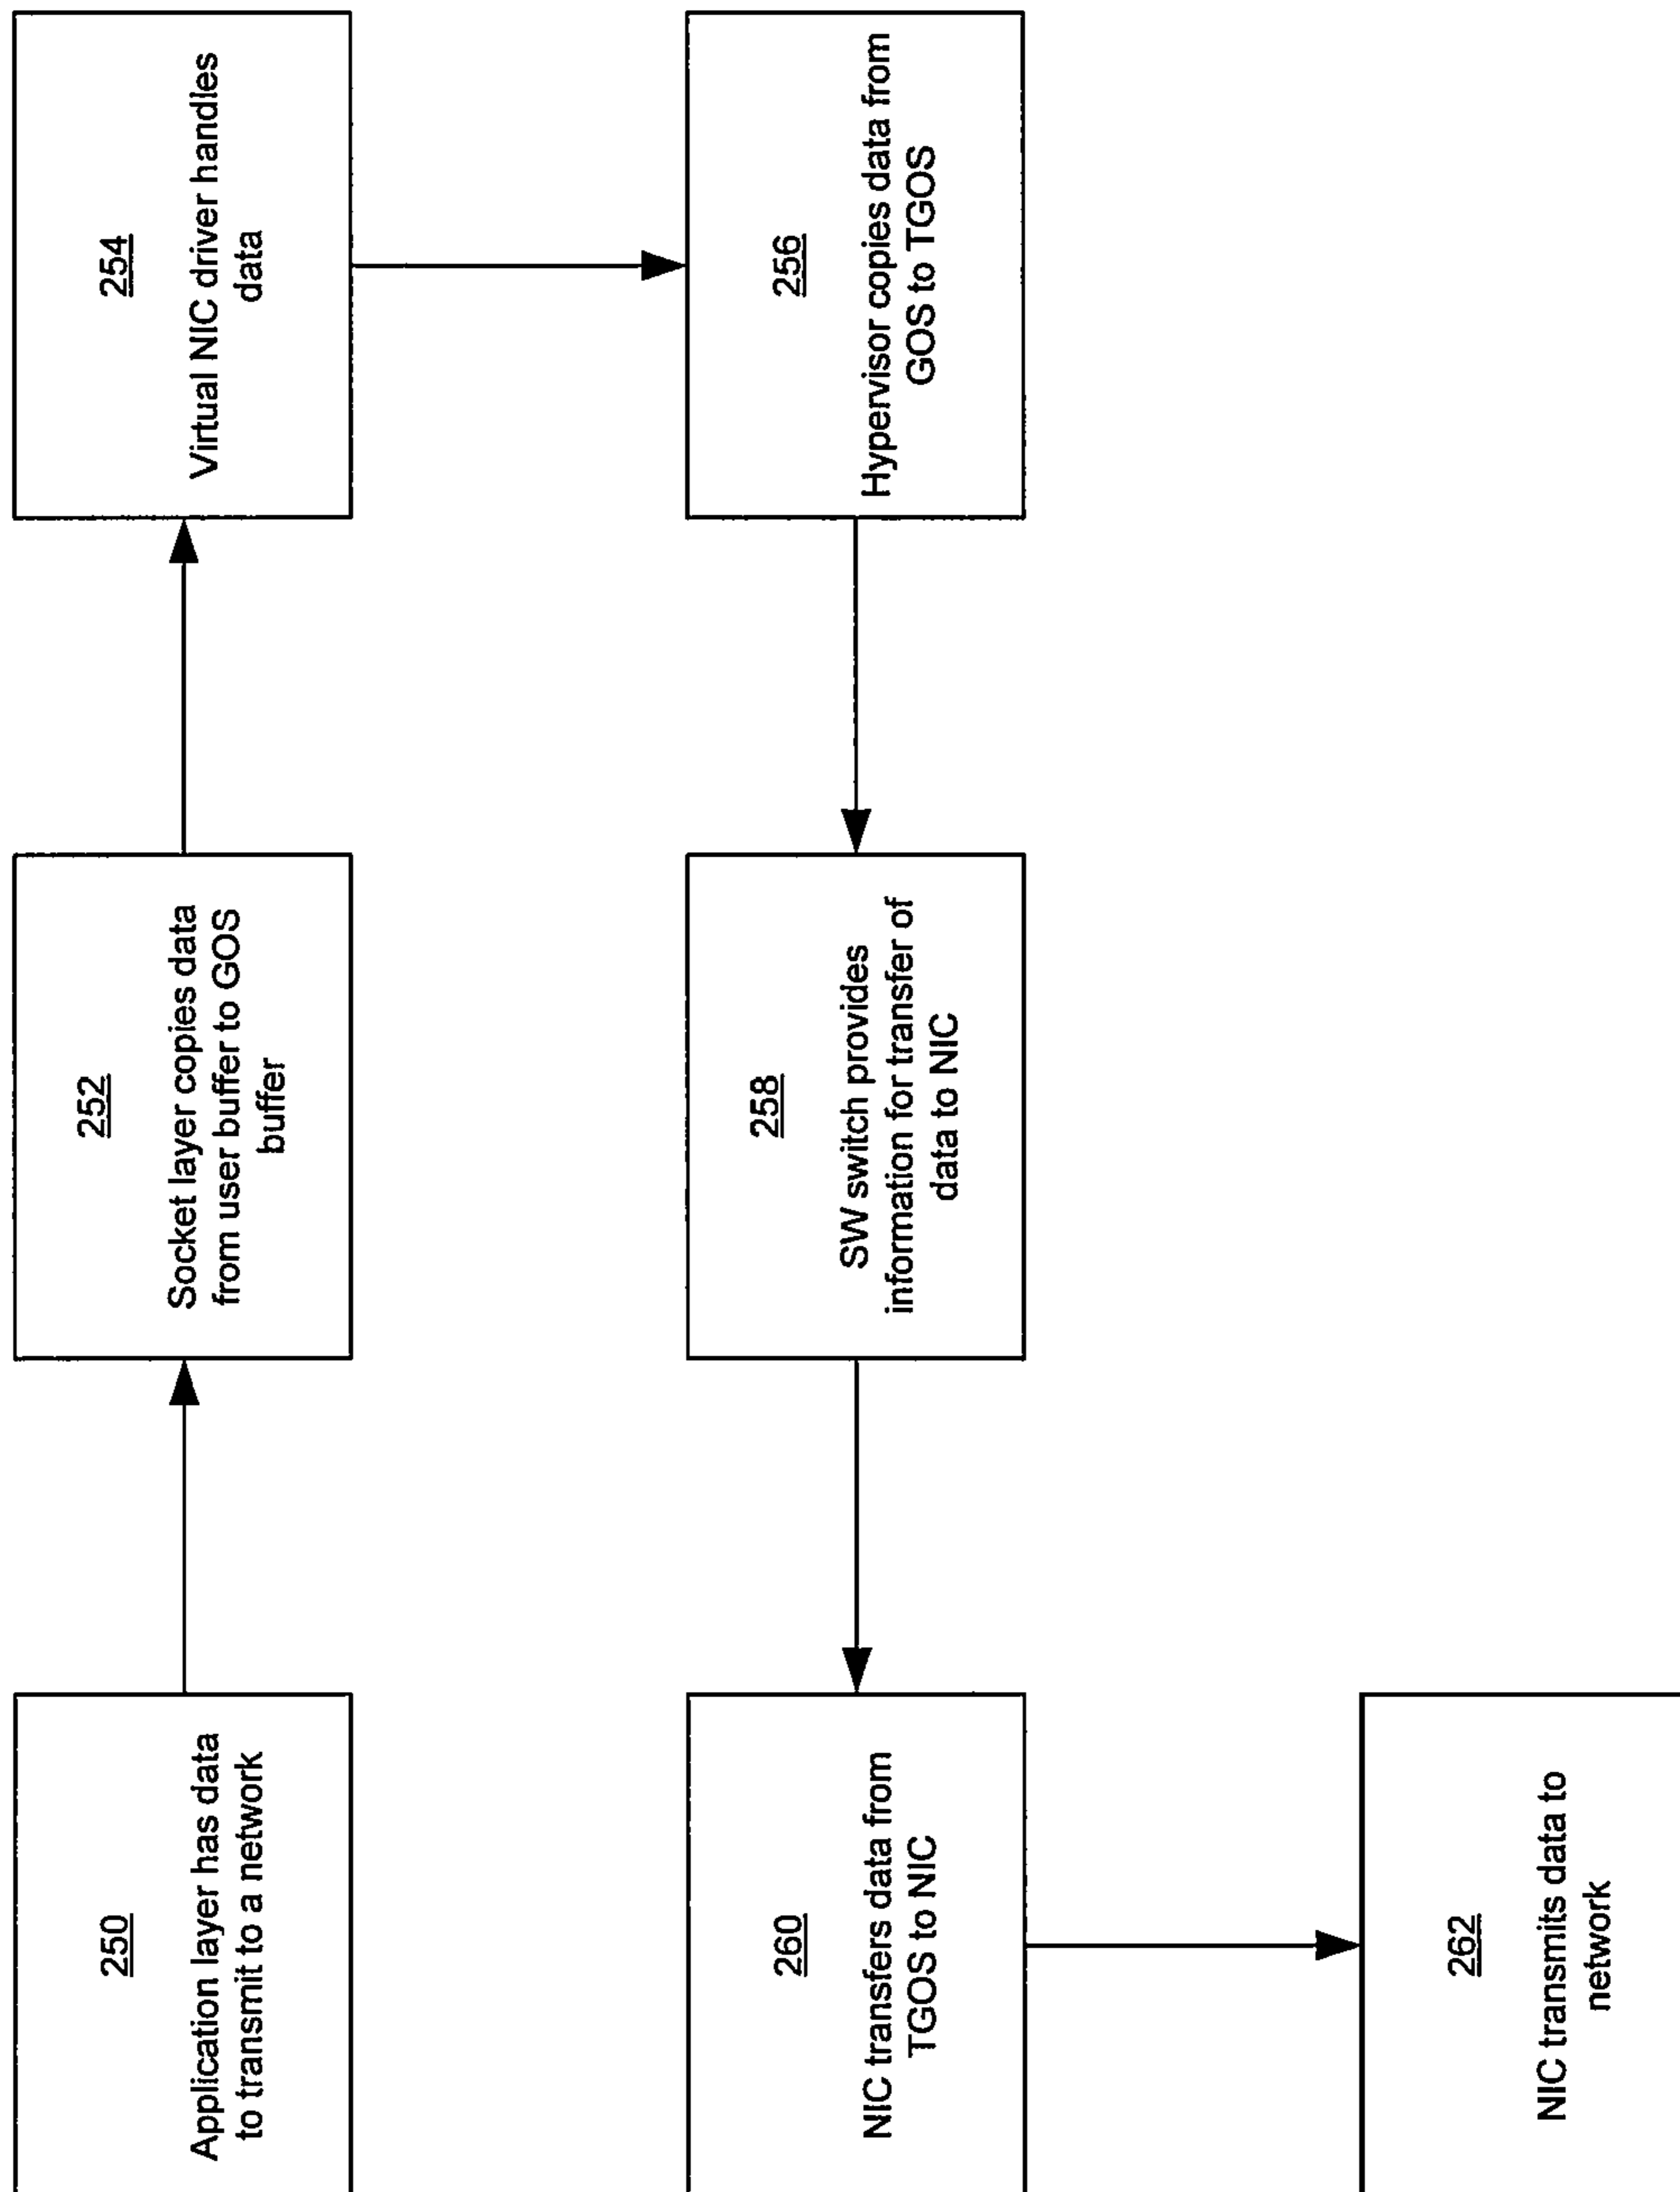 250
Application layer has data
to transmit to a network
252
Socket layer copies data
from user buffer to GOS
buffer
254
Virtual NIC driver handles
data
256
Hypervisor copies data from
GOS to TGOS
258
SW switch provides
information for transfer of
data to NIC
260
NIC transfers data from
TGOS to NIC
262
NIC transmits data to
network